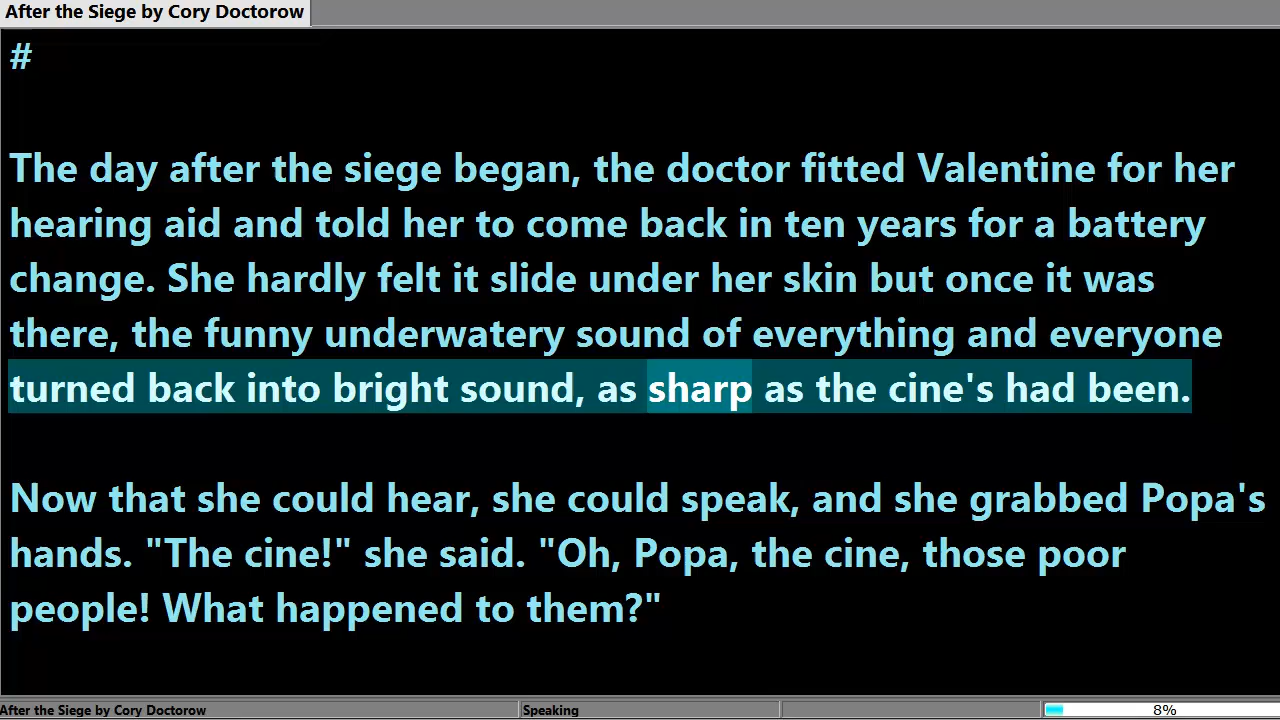 After the Siege by Cory Doctorow
#
The day after the siege began, the doctor fitted Valentine for her
hearing aid and told her to come back in ten years for a battery
change. She hardly felt it slide under her skin but once it was
there, the funny underwatery sound of everything and everyone
turned back into bright sound, as sharp as the cine's had been.
Now that she could hear, she could speak, and she grabbed Popa's
hands. "The cine!" she said. "Oh, Popa, the cine, those poor
people! What happened to them?"
After the Siege by Cory Doctorow
Speaking
8%